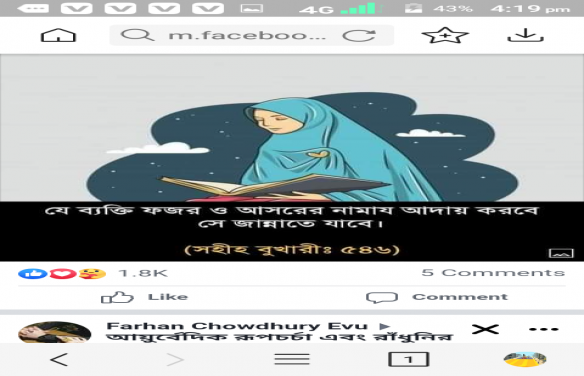 4G 43% 4:19 pm
m.faceboo...
যে ব্যক্তি ফজর ও আসরের নামায আদায় করবে
সে জান্নাতে যাবে।
(সহীহ বুখারীঃ ৫৪৬)
1.8K 5 Comments
Like Comment
Farhan Chowdhury Evu
আয়ুর্বেদিক রূপচর্চা এবং রাঁধুনির
1